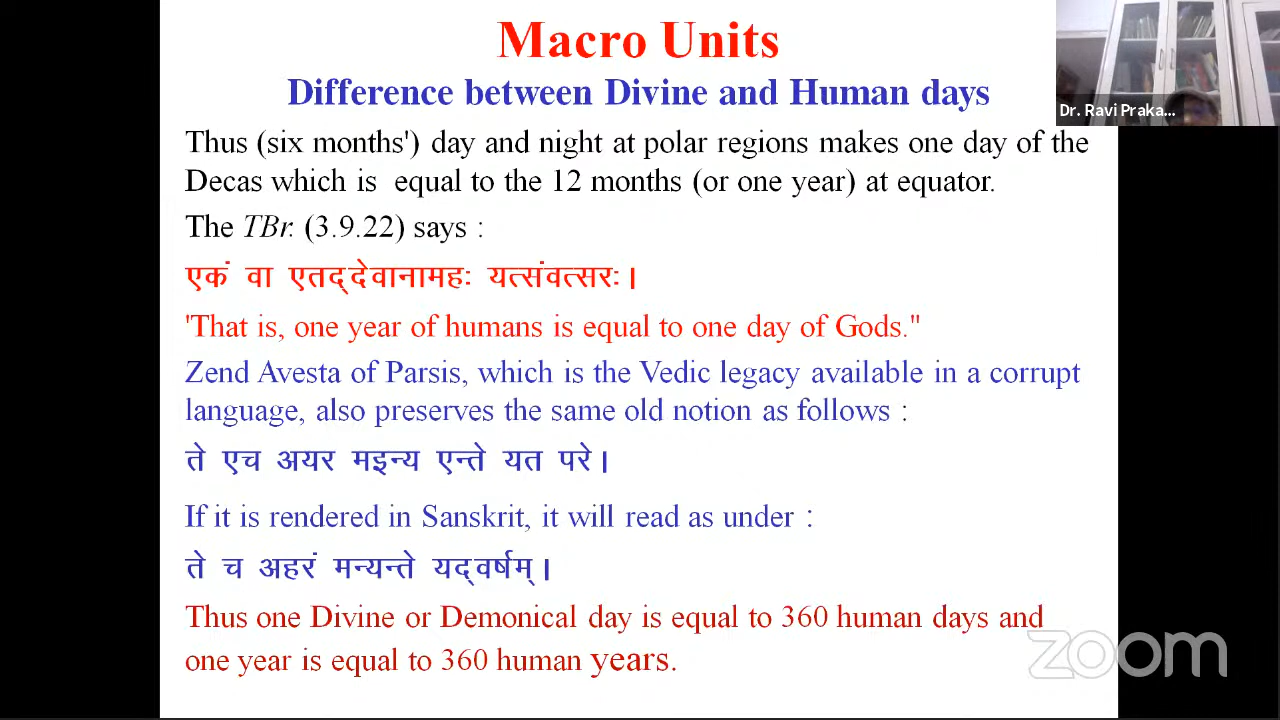 Macro Units
Difference between Divine and Human days
Dr. Ravi Praka...
Thus (six months') day and night at polar regions makes one day of the
Decas which is equal to the 12 months (or one year) at equator.
The TBr. (3.9.22) says :
एकं वा एतद्देवानामहः यत्संवत्सरः।
'That is, one year of humans is equal to one day of Gods."
Zend Avesta of Parsis, which is the Vedic legacy available in a corrupt
language, also preserves the same old notion as follows :
ते एच अयर मइन्य एन्ते यत परे।
If it is rendered in Sanskrit, it will read as under :
ते च अहरं मन्यन्ते यद्वर्षम्।
Thus one Divine or Demonical day is equal to 360 human days and
one year is equal to 360 human years.
zoom